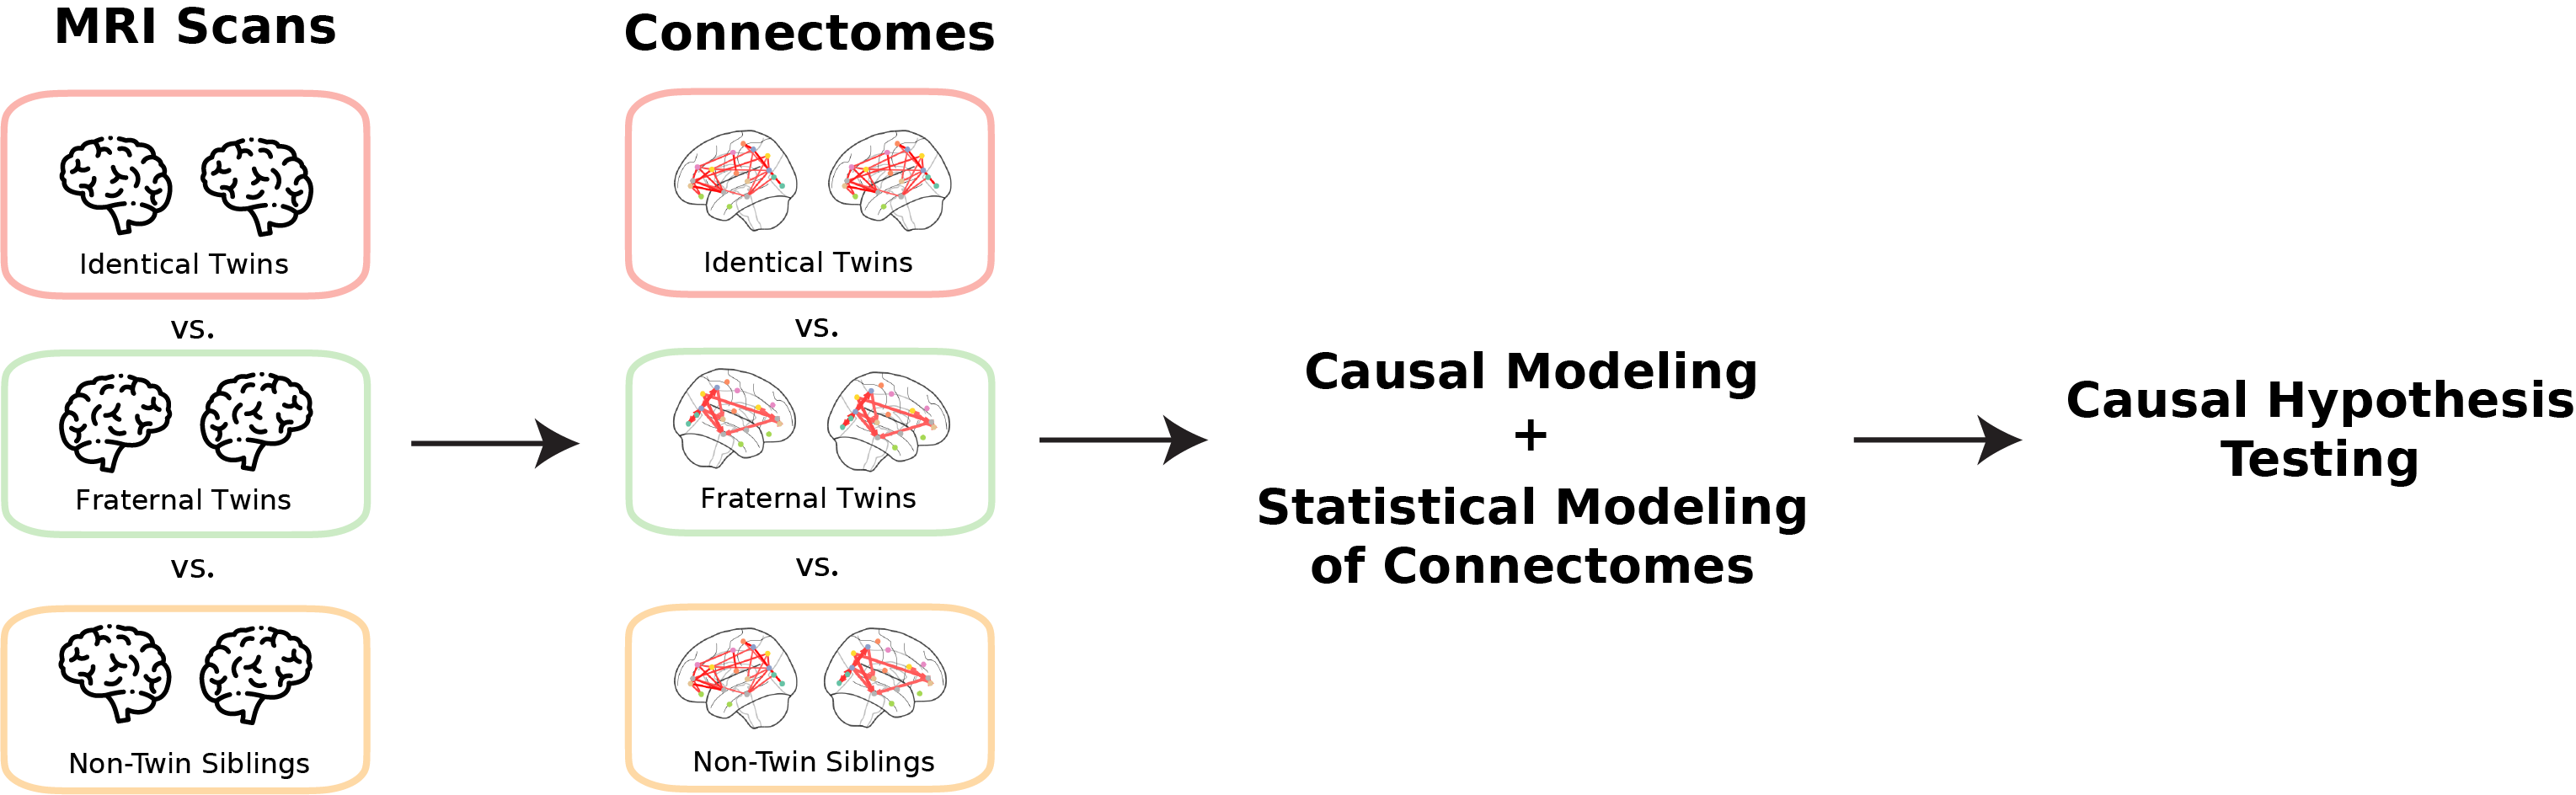 MRI Scans
Identical Twins
vs.
Fraternal Twins
vs.
Non-Twin Siblings
Connectomes
Identical Twins
vs.
Fraternal Twins
vs.
Non-Twin Siblings
Causal Modeling
+
Statistical Modeling
of Connectomes
Causal Hypothesis
Testing